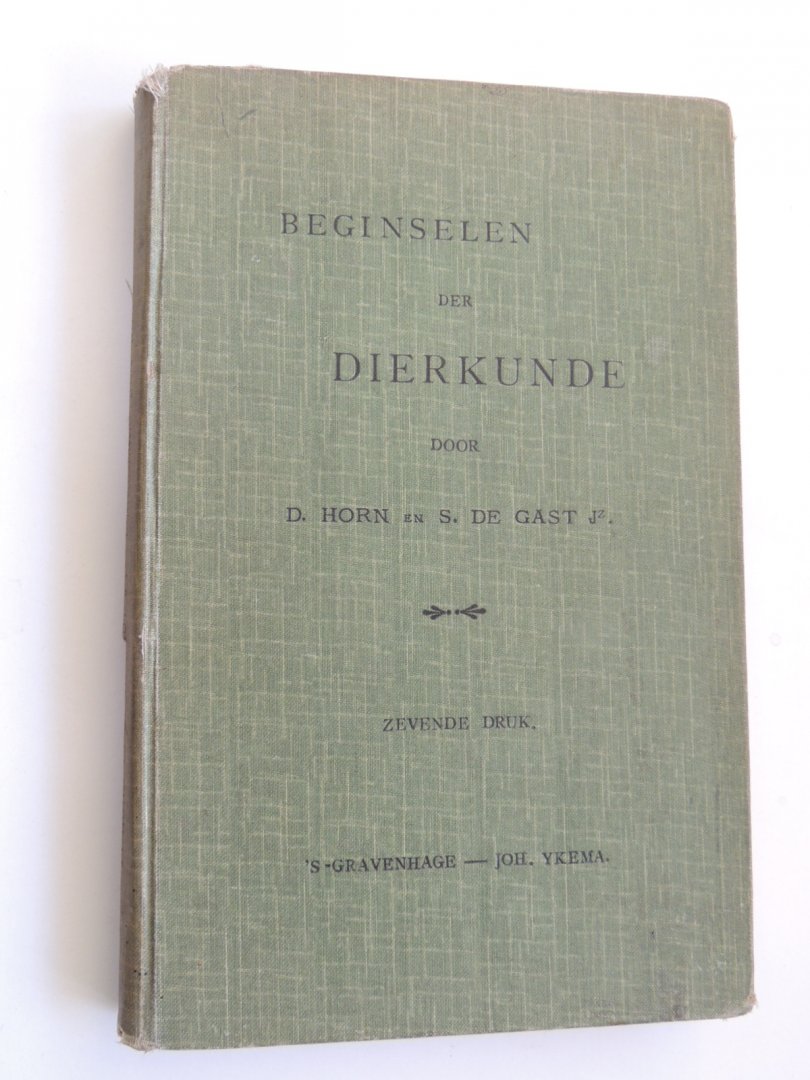 BEGINSELEN
DER
DIERKUNDE
DOOR
D. HORN EN S. DE GAST Jᶻ.
ZEVENDE DRUK.
'S-GRAVENHAGE — JOH. YKEMA.